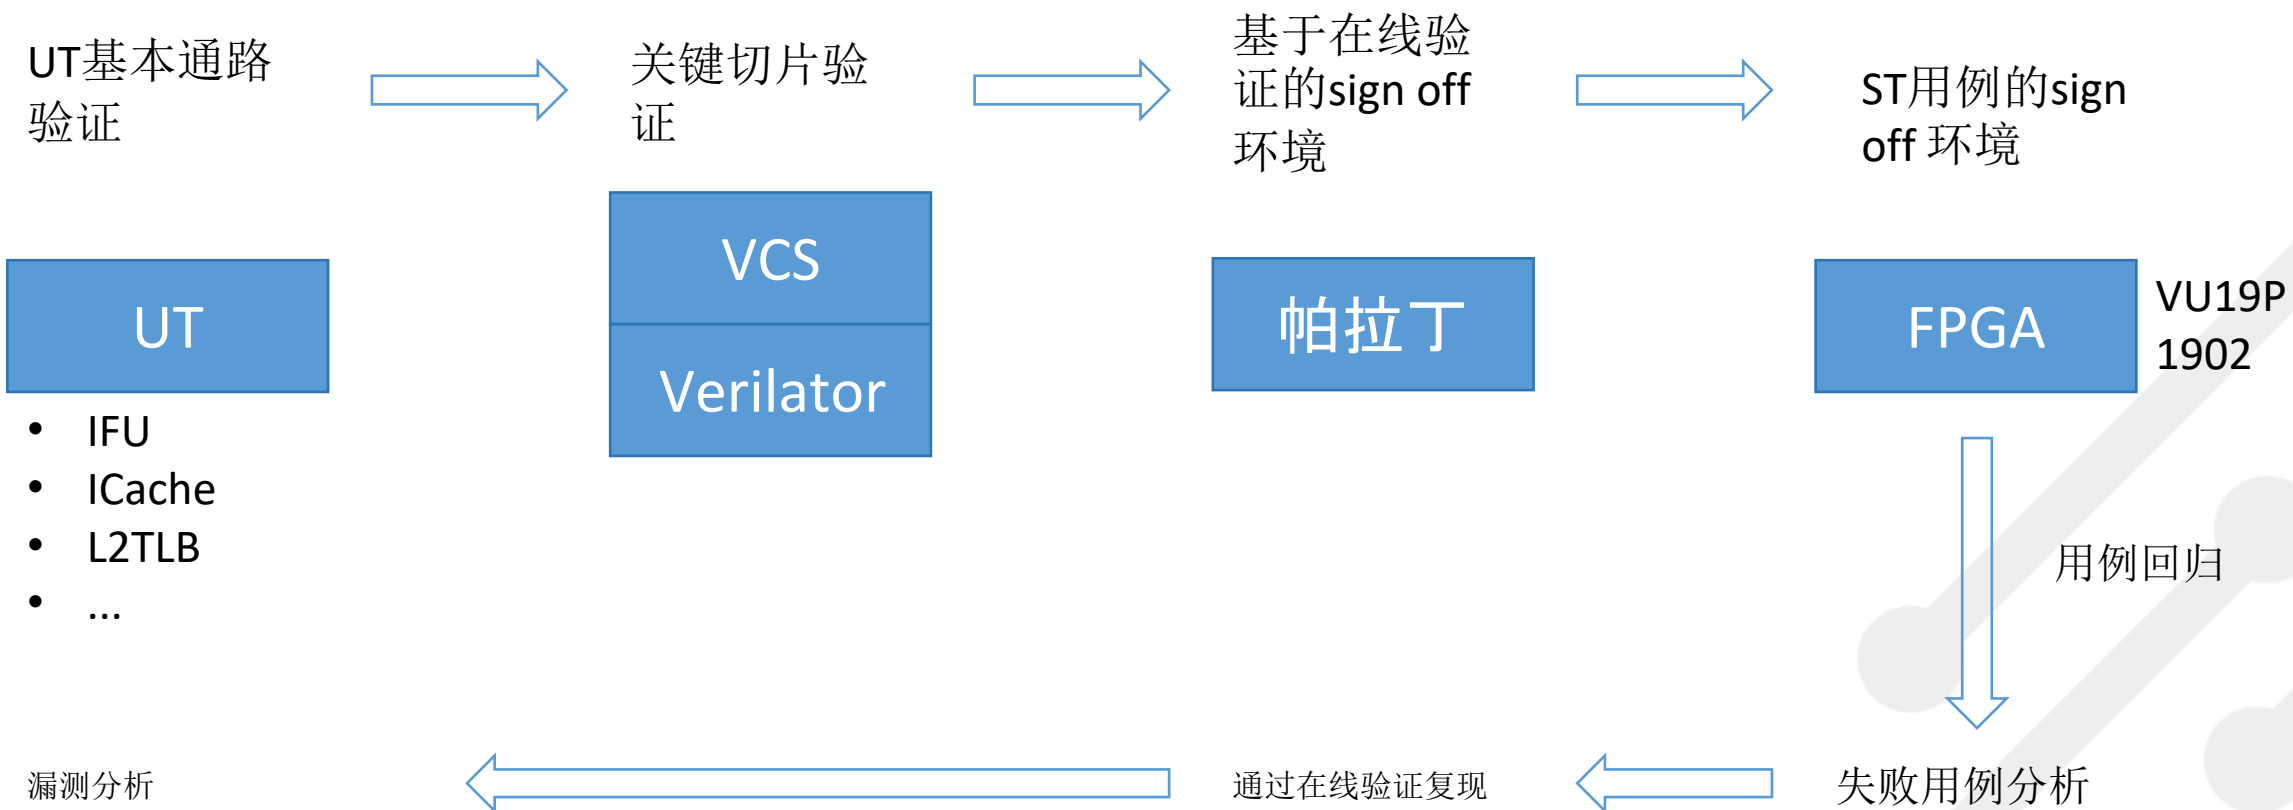 UT基本通路
验证
关键切片验
证
基于在线验
证的sign off
环境
ST用例的sign
off 环境
UT
VCS
Verilator
帕拉丁
FPGA
VU19P
1902
• IFU
• ICache
• L2TLB
• ...
用例回归
漏测分析
通过在线验证复现
失败用例分析